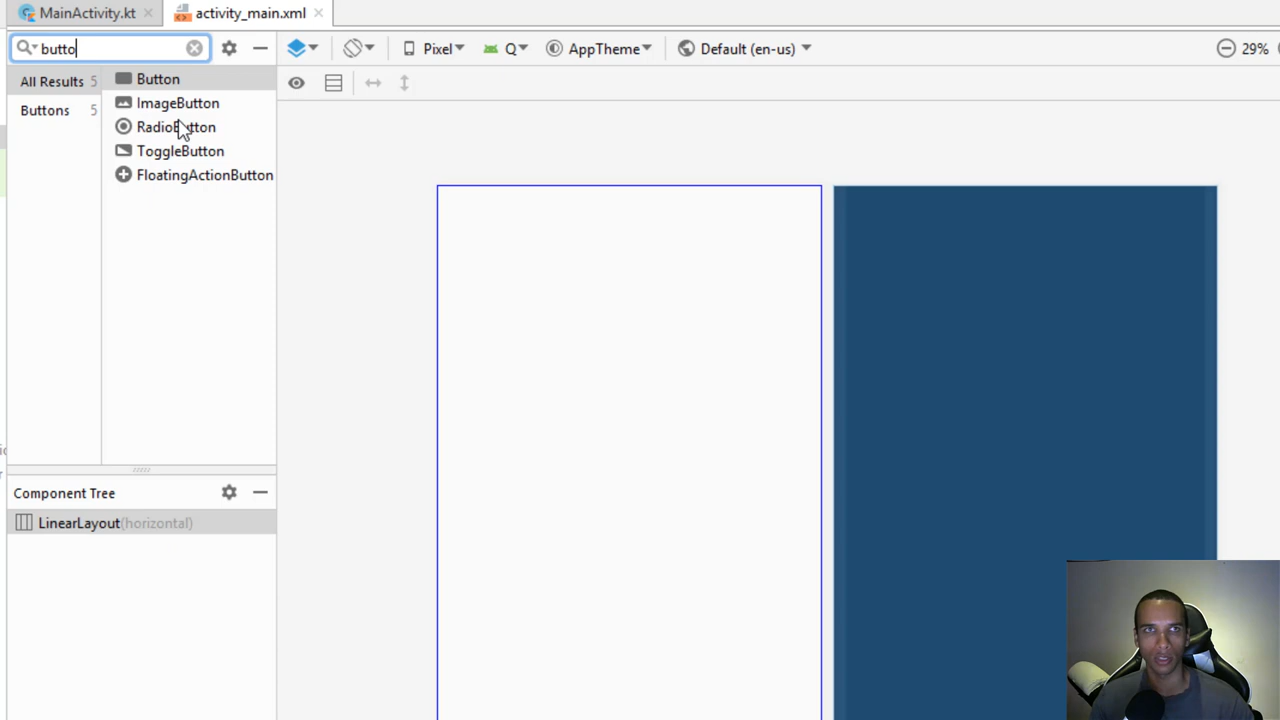 MainActivity.kt
activity_main.xml
butto
Pixel
Q
AppTheme
Default (en-us)
29%
All Results 5
Buttons 5
Button
ImageButton
RadioButton
ToggleButton
FloatingActionButton
Component Tree
LinearLayout(horizontal)